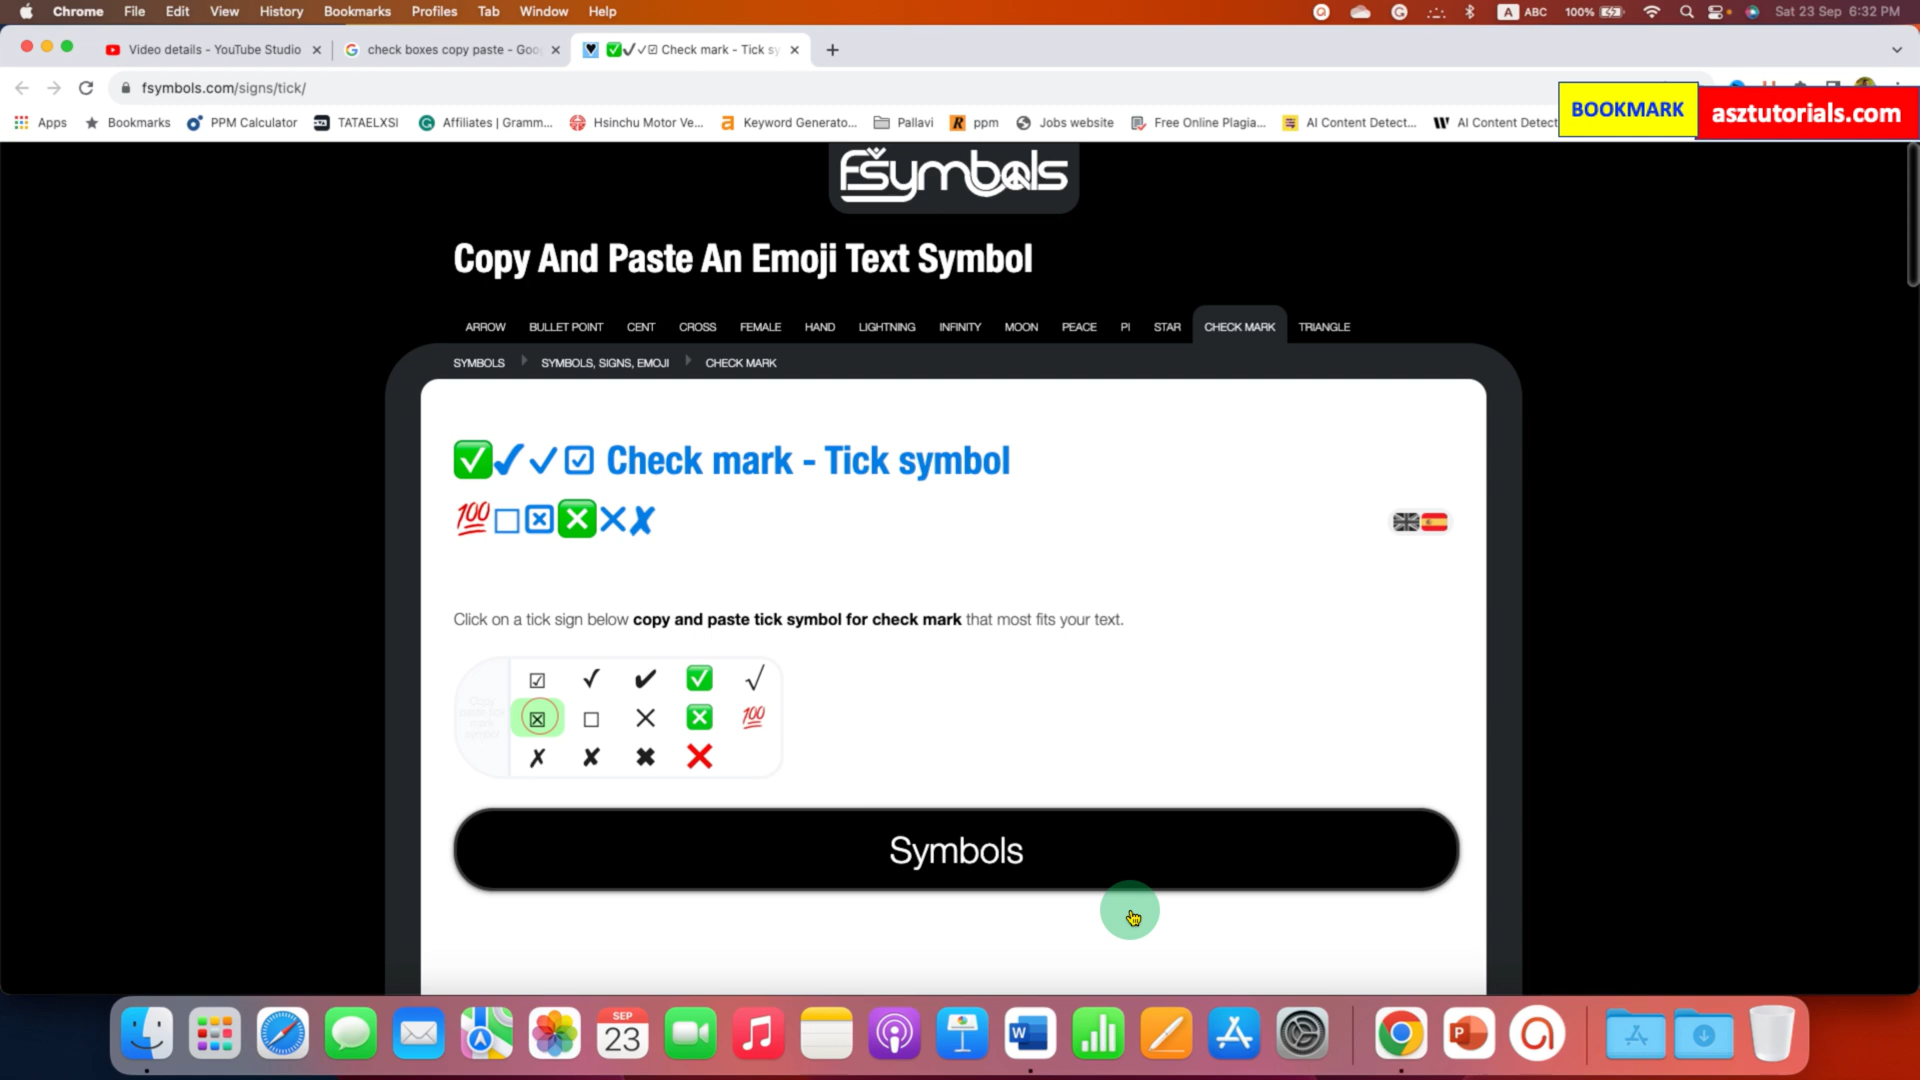 Chrome File Edit View History Bookmarks Profiles Tab Window Help
A ABC 100% Sat 23 Sep 6:32 PM
Video details - YouTube Studio
check boxes copy paste - Goo
✅✔✓☑ Check mark - Tick sy
fsymbols.com/signs/tick/
Apps Bookmarks PPM Calculator TATAELXSI Affiliates | Gramm... Hsinchu Motor Ve... Keyword Generato... Pallavi ppm Jobs website Free Online Plagia... AI Content Detect... AI Content Detect
BOOKMARK asztutorials.com
fsymbols
Copy And Paste An Emoji Text Symbol
ARROW BULLET POINT CENT CROSS FEMALE HAND LIGHTNING INFINITY MOON PEACE PI STAR CHECK MARK TRIANGLE
SYMBOLS SYMBOLS, SIGNS, EMOJI CHECK MARK
✅✔✓☑ Check mark - Tick symbol
💯☐☒❎✕✘
Click on a tick sign below copy and paste tick symbol for check mark that most fits your text.
Copy paste tick mark symbol
☑ ✓ ✔ ✅ √
☒ ☐ ✕ ❎ 💯
✗ ✘ ✖ ❌
Symbols
SEP
23